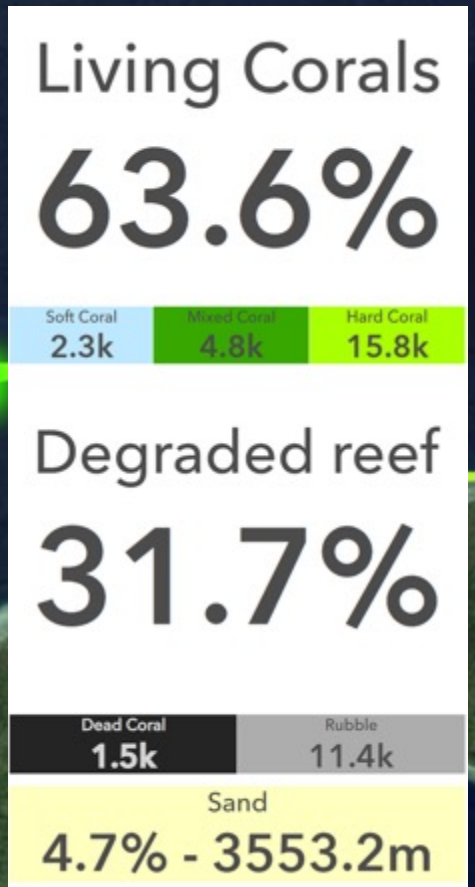 Living Corals
63.6%
Soft Coral Mixed Coral Hard Coral
2.3k 4.8k 15.8k
Degraded reef
31.7%
Dead Coral Rubble
1.5k 11.4k
Sand
4.7% - 3553.2m